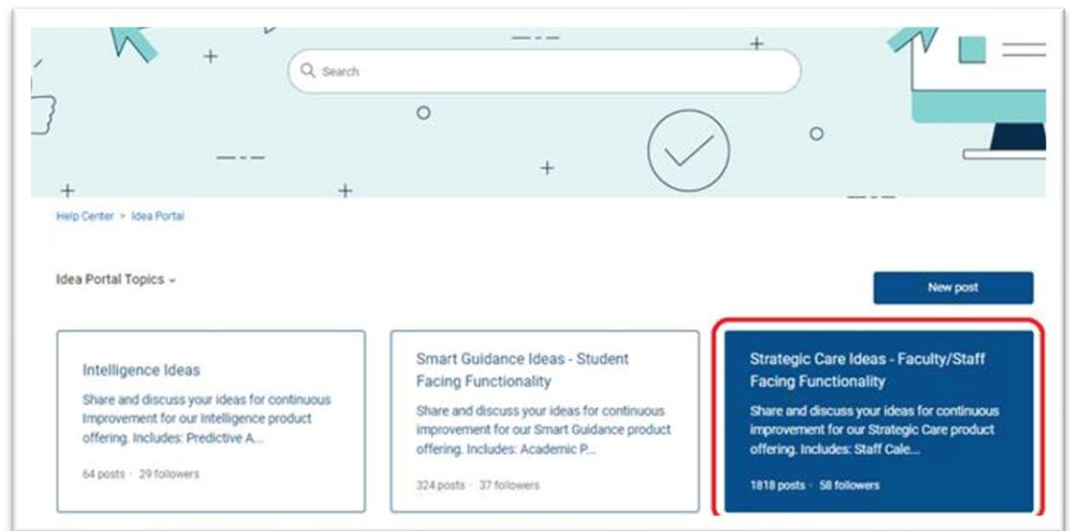 Search
Help Center > Idea Portal
Idea Portal Topics
New post
Intelligence Ideas
Share and discuss your ideas for continuous
Improvement for our Intelligence product
offering. Includes: Predictive A...
64 posts · 29 followers
Smart Guidance Ideas - Student
Facing Functionality
Share and discuss your ideas for continuous
improvement for our Smart Guidance product
offering. Includes: Academic P...
324 posts · 37 followers
Strategic Care Ideas - Faculty/Staff
Facing Functionality
Share and discuss your ideas for continuous
improvement for our Strategic Care product
offering. Includes: Staff Cale...
1818 posts · 58 followers